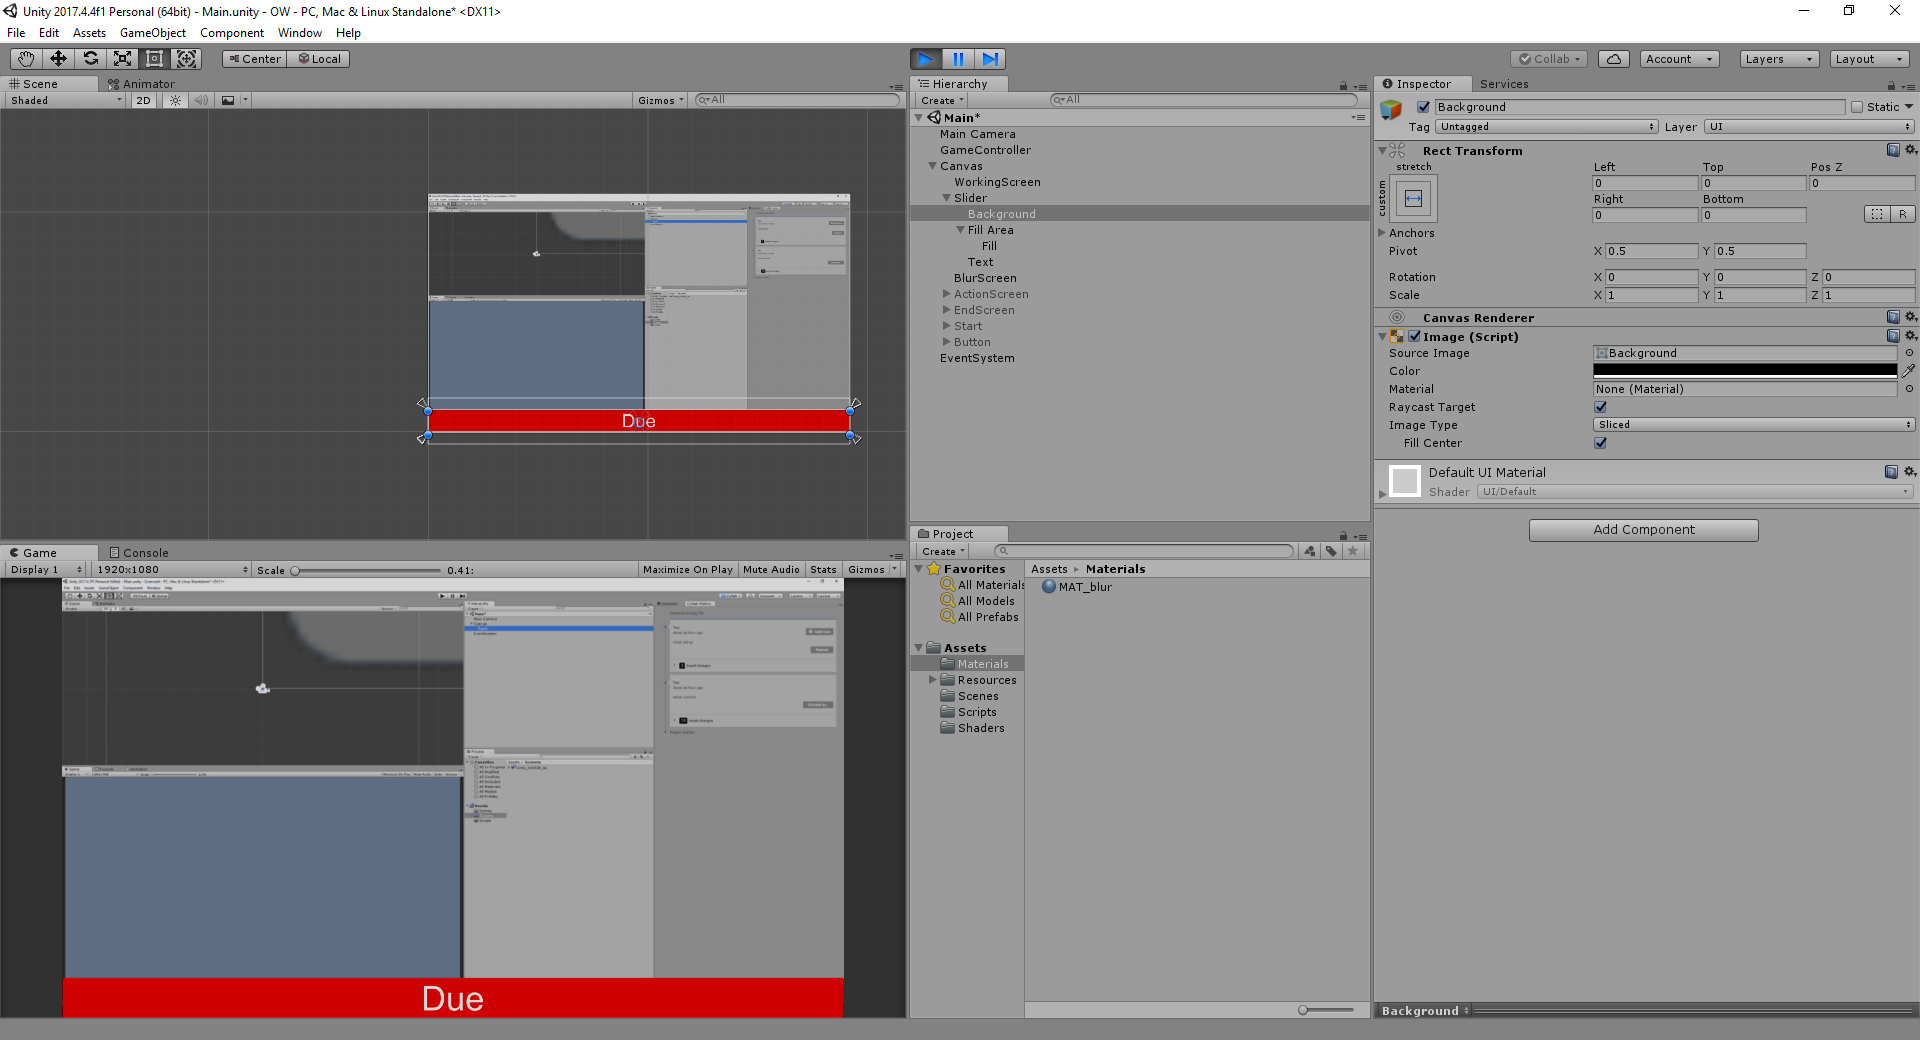 Unity 2017.4.4f1 Personal (64bit) - Main.unity - OW - PC, Mac & Linux Standalone* <DX11>
File Edit Assets GameObject Component Window Help
Center Local
Collab Account Layers Layout
Scene Animator
Shaded 2D Gizmos All
Due
Game Console
Display 1 1920x1080 Scale 0.41: Maximize On Play Mute Audio Stats Gizmos
Due
Hierarchy
Create All
Main*
Main Camera
GameController
Canvas
WorkingScreen
Slider
Background
Fill Area
Fill
Text
BlurScreen
ActionScreen
EndScreen
Start
Button
EventSystem
Project
Create
Favorites
All Materials
All Models
All Prefabs
Assets
Materials
Resources
Scenes
Scripts
Shaders
Assets Materials
MAT_blur
Inspector Services
Background Static
Tag Untagged Layer UI
Rect Transform
stretch
custom
Left Top Pos Z
0 0 0
Right Bottom
0 0 R
Anchors
Pivot X 0.5 Y 0.5
Rotation X 0 Y 0 Z 0
Scale X 1 Y 1 Z 1
Canvas Renderer
Image (Script)
Source Image Background
Color
Material None (Material)
Raycast Target
Image Type Sliced
Fill Center
Default UI Material
Shader UI/Default
Add Component
Background